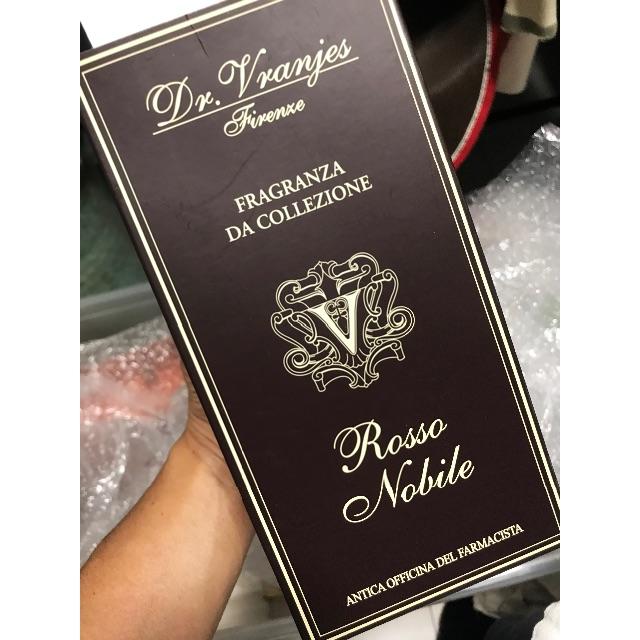 Dr. Vranjes
Firenze
FRAGRANZA
DA COLLEZIONE
V
Rosso
Nobile
ANTICA OFFICINA DEL FARMACISTA